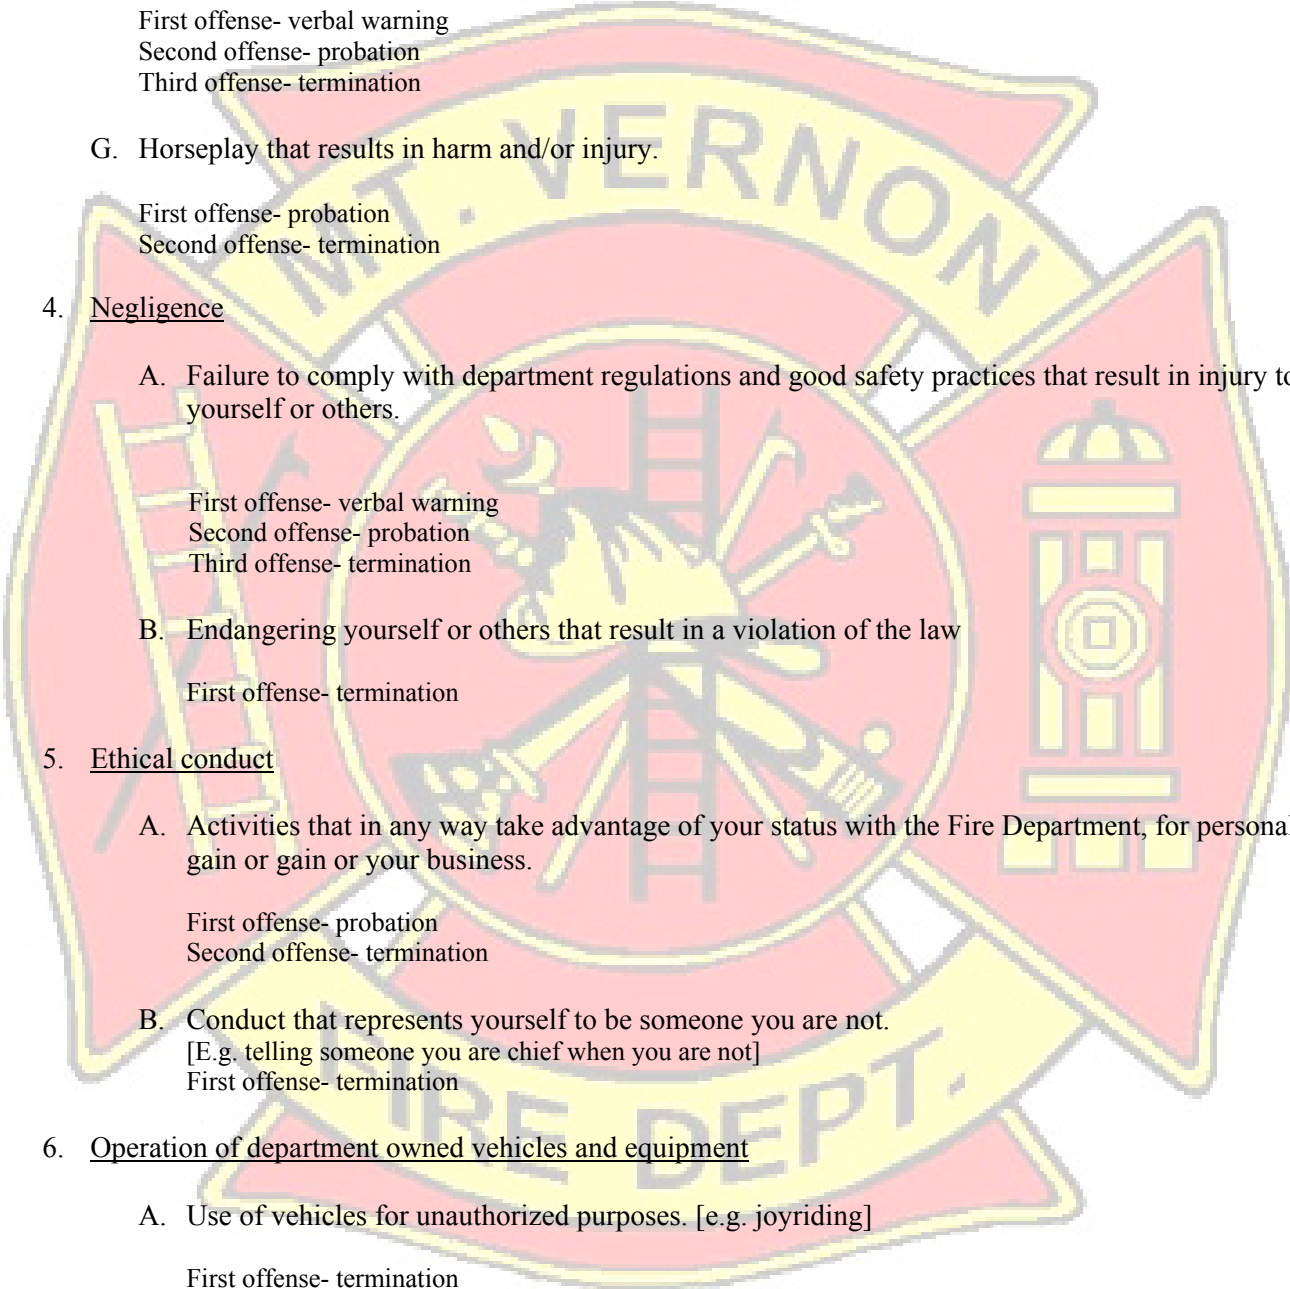 First offense- verbal warning
Second offense- probation
Third offense- termination
G. Horseplay that results in harm and/or injury.
First offense- probation
Second offense- termination
4. Negligence
A. Failure to comply with department regulations and good safety practices that result in injury to
yourself or others.
First offense- verbal warning
Second offense- probation
Third offense- termination
B. Endangering yourself or others that result in a violation of the law
First offense- termination
5. Ethical conduct
A. Activities that in any way take advantage of your status with the Fire Department, for personal
gain or gain or your business.
First offense- probation
Second offense- termination
B. Conduct that represents yourself to be someone you are not.
[E.g. telling someone you are chief when you are not]
First offense- termination
6. Operation of department owned vehicles and equipment
A. Use of vehicles for unauthorized purposes. [e.g. joyriding]
First offense- termination
MT. VERNON
FIRE DEPT.